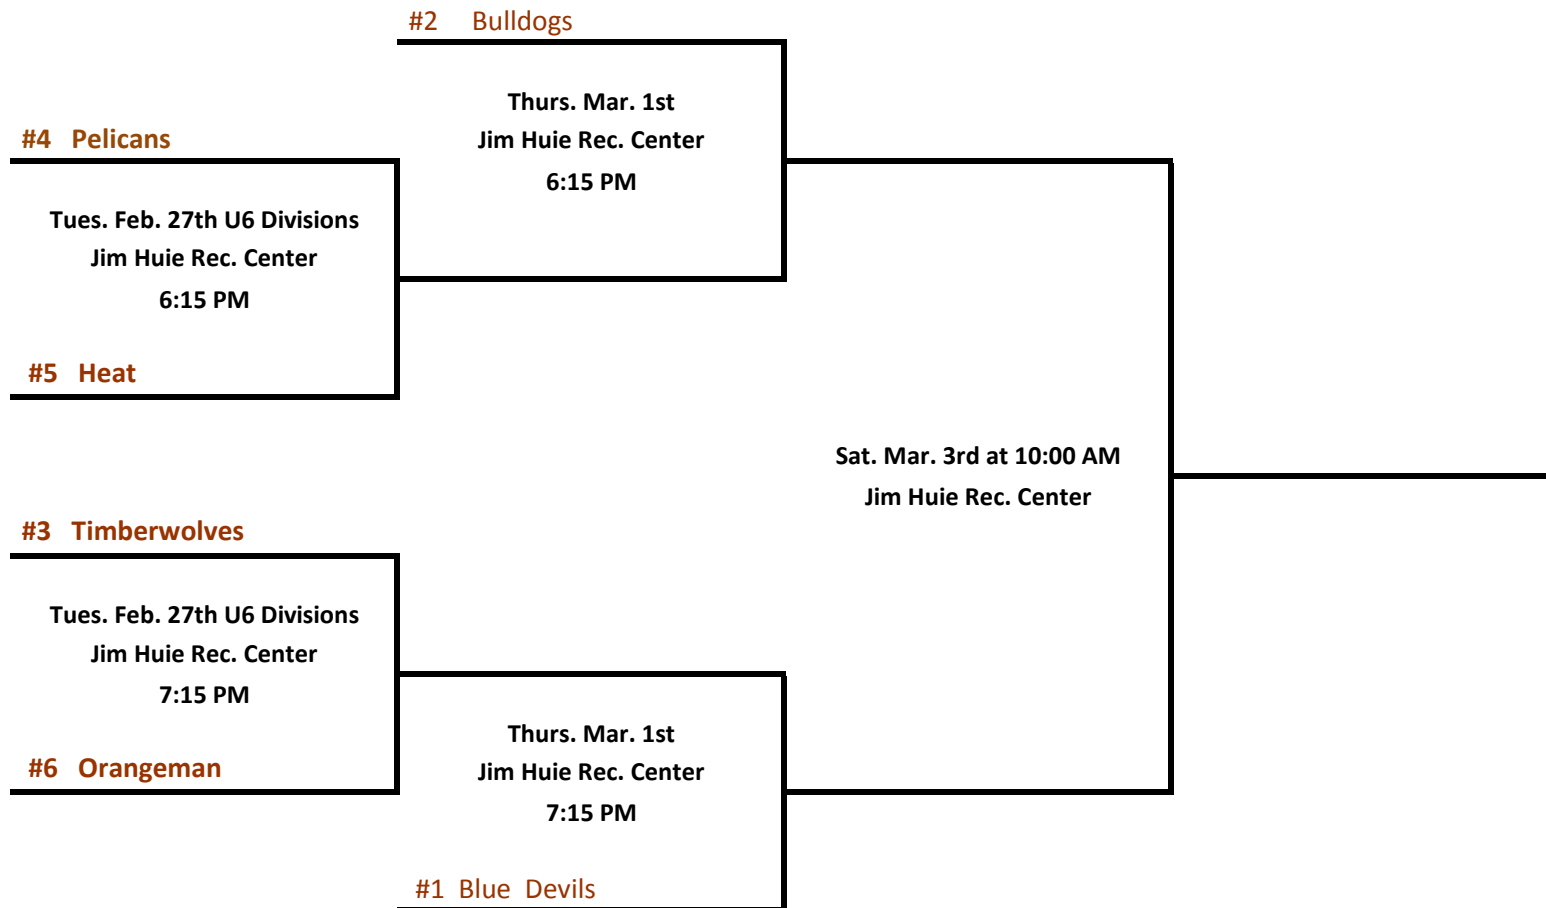 #2 Bulldogs
Thurs. Mar. 1st
Jim Huie Rec. Center
6:15 PM
#4 Pelicans
Tues. Feb. 27th U6 Divisions
Jim Huie Rec. Center
6:15 PM
#5 Heat
Sat. Mar. 3rd at 10:00 AM
Jim Huie Rec. Center
#3 Timberwolves
Tues. Feb. 27th U6 Divisions
Jim Huie Rec. Center
7:15 PM
#6 Orangeman
Thurs. Mar. 1st
Jim Huie Rec. Center
7:15 PM
#1 Blue Devils